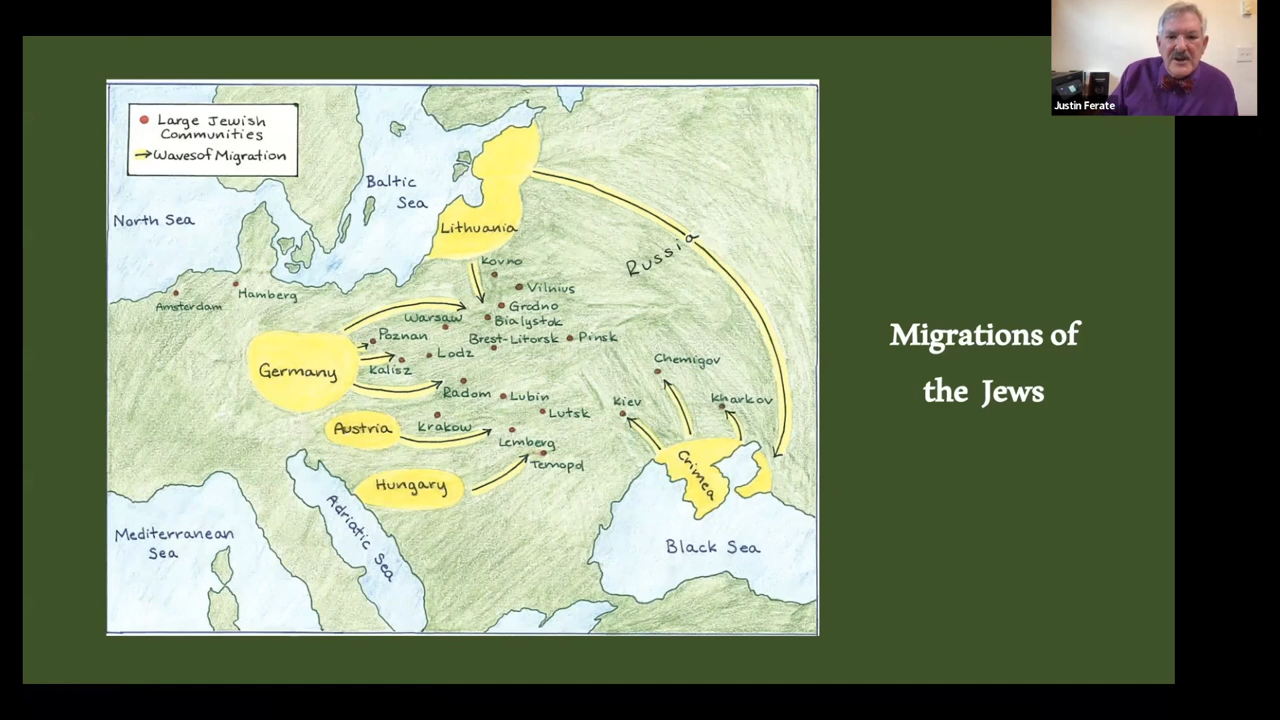 Justin Ferate
Large Jewish
Communities
Waves of Migration
Baltic
Sea
North Sea
Lithuania
Russia
Kovno
Vilnius
Amsterdam
Hamberg
Grodno
Warsaw
Bialystok
Poznan
Brest-Litorsk
Pinsk
Lodz
Kalisz
Germany
Chemigov
Radom
Lubin
Kiev
Kharkov
Lutsk
Austria
Krakow
Lemberg
Ternopol
Crimea
Hungary
Adriatic Sea
Mediterranean
Sea
Black Sea
Migrations of
the Jews